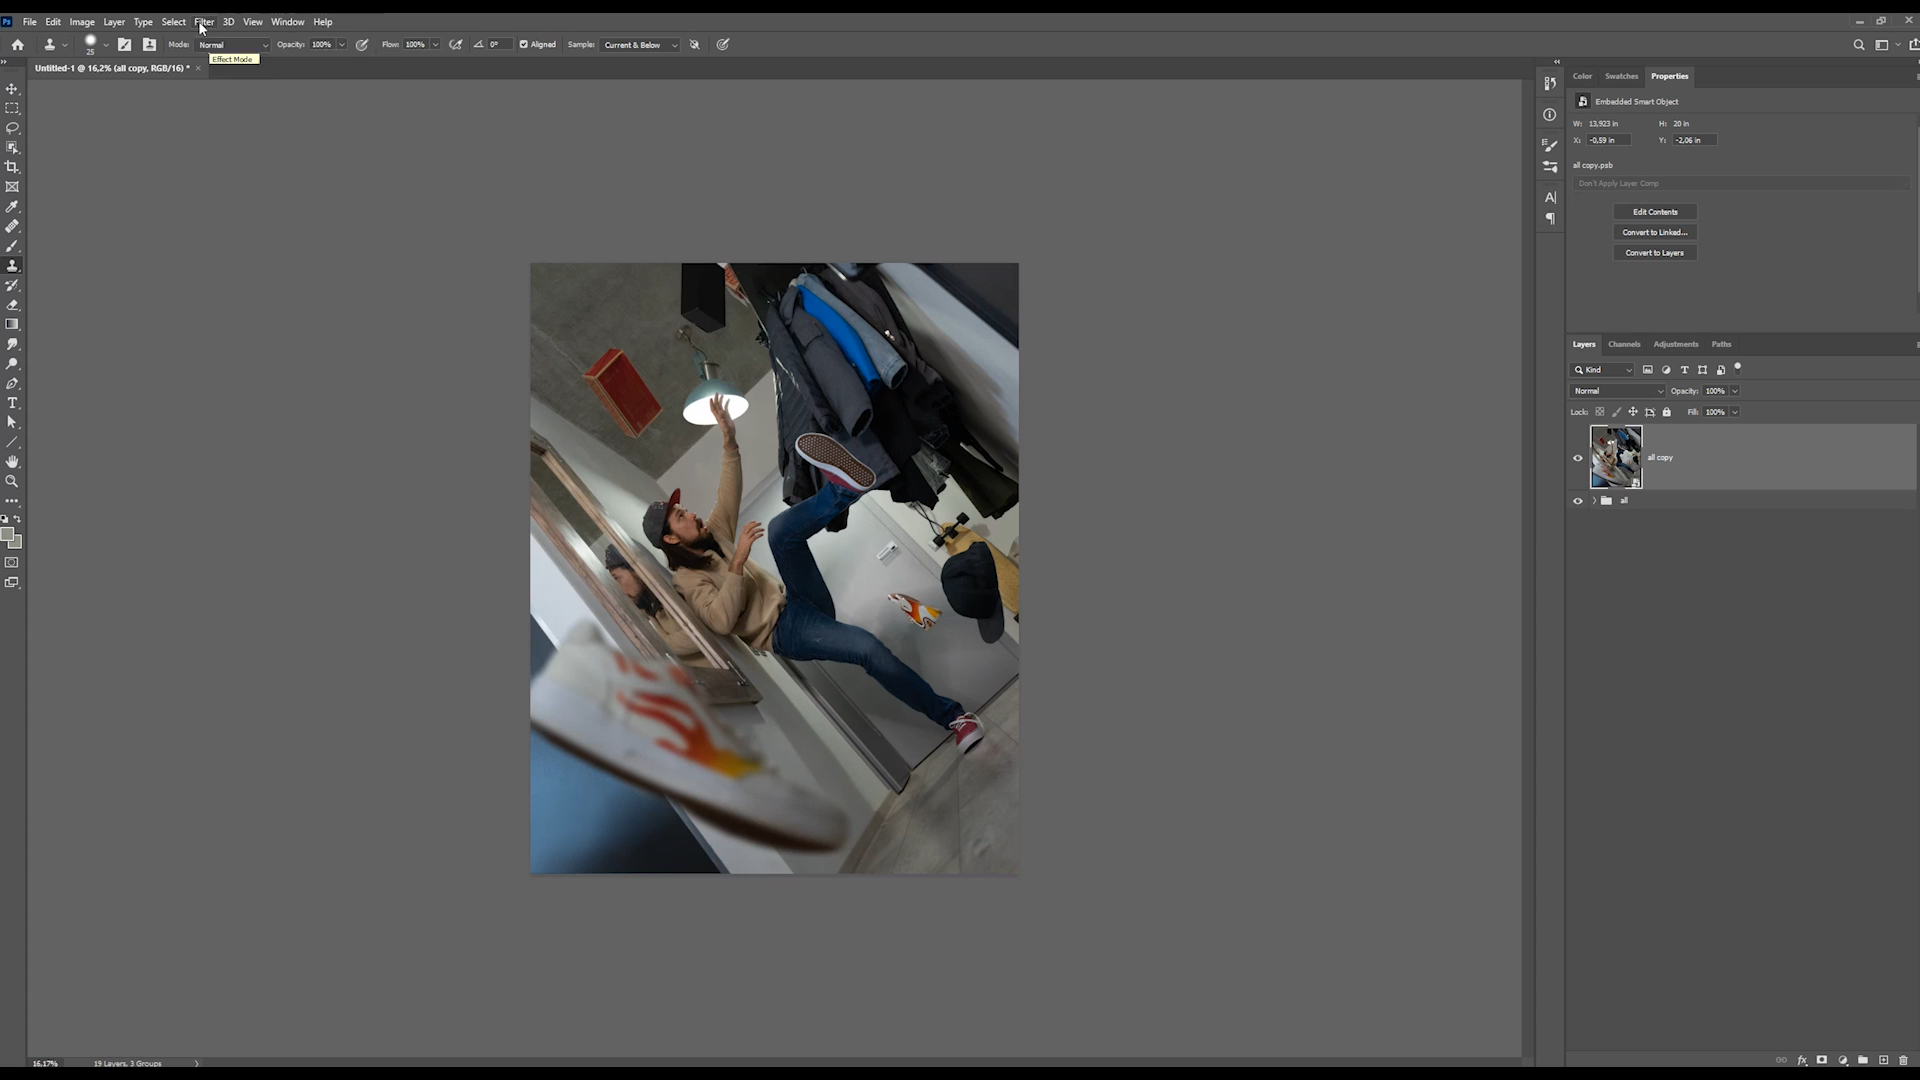 Ps File Edit Image Layer Type Select Filter 3D View Window Help
25 Mode: Normal Opacity: 100% Flow: 100% 0° Aligned Sample: Current & Below
Effect Mode
Untitled-1 @ 16,2% (all copy, RGB/16) * ×
Color Swatches Properties
Embedded Smart Object
W: 13,923 in H: 20 in
X: -0,59 in Y: -2,06 in
all copy.psb
Don't Apply Layer Comp
Edit Contents
Convert to Linked...
Convert to Layers
Layers Channels Adjustments Paths
Kind
Normal Opacity: 100%
Lock: Fill: 100%
all copy
all
16,17% 19 Layers, 3 Groups